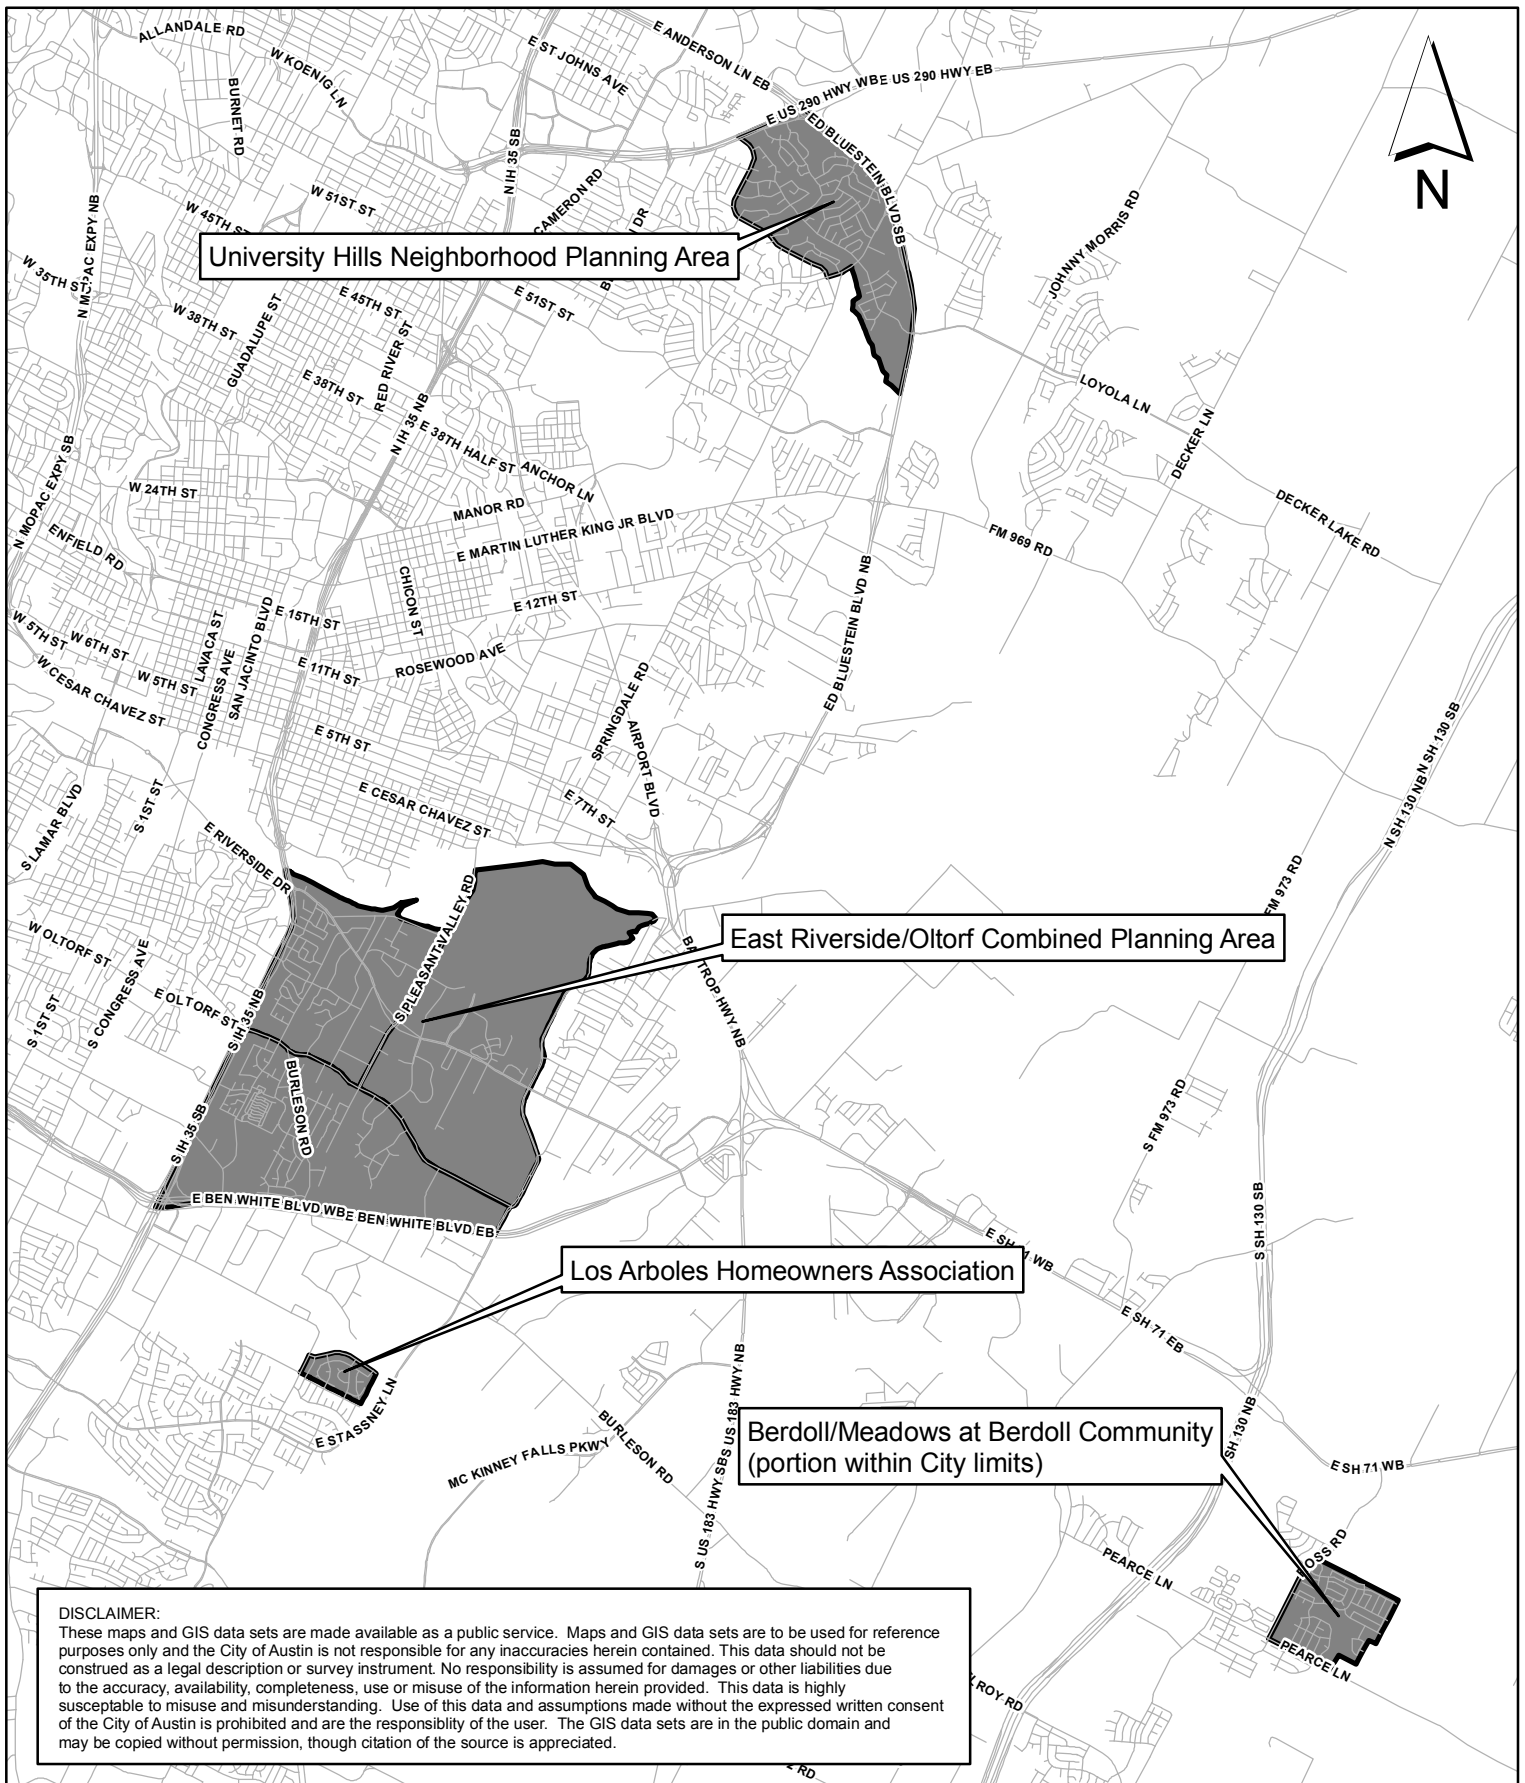 ALLANDALE RD
W KOENIG LN
BURNET RD
E ST JOHNS AVE
E ANDERSON LN EB
E US 290 HWY WB
E US 290 HWY EB
ED BLUESTEIN BLVD SB
N IH 35 SB
CAMERON RD
N MOPAC EXPY NB
W 51ST ST
W 45TH ST
W 35TH ST
N
JOHNNY MORRIS RD
University Hills Neighborhood Planning Area
E 45TH ST
E 51ST ST
W 38TH ST
GUADALUPE ST
RED RIVER ST
E 38TH ST
N IH 35 NB
LOYOLA LN
DECKER LN
E 38TH HALF ST
ANCHOR LN
N MOPAC EXPY SB
W 24TH ST
MANOR RD
E MARTIN LUTHER KING JR BLVD
FM 969 RD
DECKER LAKE RD
ENFIELD RD
CHICON ST
E 12TH ST
ED BLUESTEIN BLVD NB
E 15TH ST
W 5TH ST
W 6TH ST
W 5TH ST
LAVACA ST
CONGRESS AVE
SAN JACINTO BLVD
E 11TH ST
ROSEWOOD AVE
W CESAR CHAVEZ ST
SPRINGDALE RD
AIRPORT BLVD
E 5TH ST
N SH 130 SB
N SH 130 NB
S LAMAR BLVD
S 1ST ST
E CESAR CHAVEZ ST
E 7TH ST
E RIVERSIDE DR
FM 973 RD
S PLEASANT VALLEY RD
East Riverside/Oltorf Combined Planning Area
W OLTORF ST
E OLTORF ST
S CONGRESS AVE
S 1ST ST
S IH 35 NB
HWY NB
BURLESON RD
S FM 973 RD
S IH 35 SB
E BEN WHITE BLVD WB
E BEN WHITE BLVD EB
S SH 130 SB
WB
Los Arboles Homeowners Association
E SH 71 EB
E STASSNEY LN
MC KINNEY FALLS PKWY
BURLESON RD
S US 183 HWY SB
S US 183 HWY NB
SH 130 NB
Berdoll/Meadows at Berdoll Community
(portion within City limits)
E SH 71 WB
PEARCE LN
PEARCE LN
DISCLAIMER:
These maps and GIS data sets are made available as a public service. Maps and GIS data sets are to be used for reference
purposes only and the City of Austin is not responsible for any inaccuracies herein contained. This data should not be
construed as a legal description or survey instrument. No responsibility is assumed for damages or other liabilities due
to the accuracy, availability, completeness, use or misuse of the information herein provided. This data is highly
susceptable to misuse and misunderstanding. Use of this data and assumptions made without the expressed written consent
of the City of Austin is prohibited and are the responsiblity of the user. The GIS data sets are in the public domain and
may be copied without permission, though citation of the source is appreciated.
ROY RD
RD